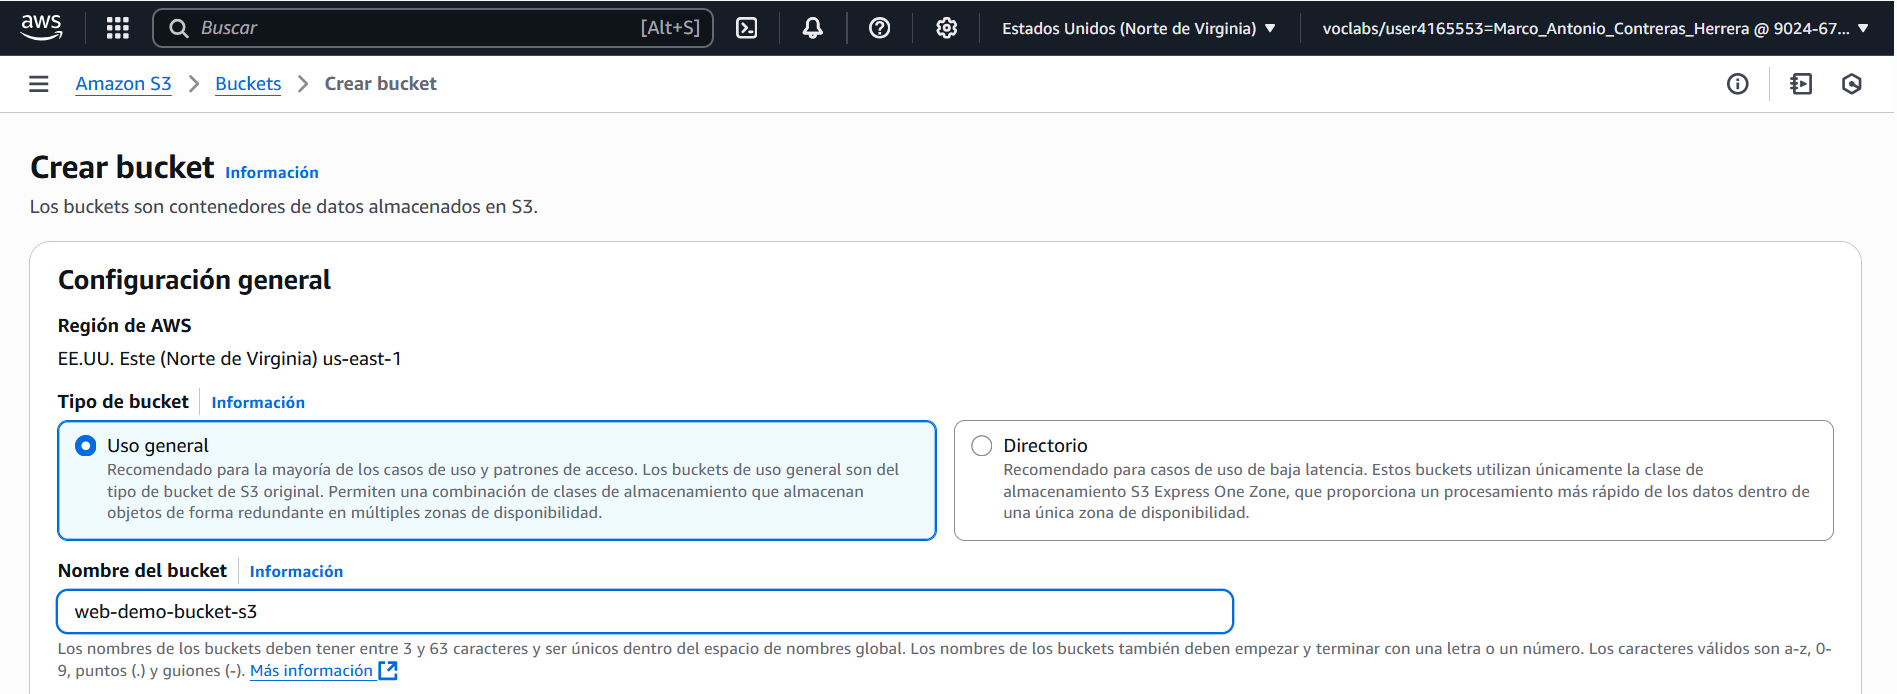 aws
Buscar [Alt+S] Estados Unidos (Norte de Virginia) voclabs/user4165553=Marco_Antonio_Contreras_Herrera @ 9024-67...
Amazon S3 Buckets Crear bucket
Crear bucket Información
Los buckets son contenedores de datos almacenados en S3.
Configuración general
Región de AWS
EE.UU. Este (Norte de Virginia) us-east-1
Tipo de bucket Información
Uso general
Recomendado para la mayoría de los casos de uso y patrones de acceso. Los buckets de uso general son del
tipo de bucket de S3 original. Permiten una combinación de clases de almacenamiento que almacenan
objetos de forma redundante en múltiples zonas de disponibilidad.
Directorio
Recomendado para casos de uso de baja latencia. Estos buckets utilizan únicamente la clase de
almacenamiento S3 Express One Zone, que proporciona un procesamiento más rápido de los datos dentro de
una única zona de disponibilidad.
Nombre del bucket Información
web-demo-bucket-s3
Los nombres de los buckets deben tener entre 3 y 63 caracteres y ser únicos dentro del espacio de nombres global. Los nombres de los buckets también deben empezar y terminar con una letra o un número. Los caracteres válidos son a-z, 0-
9, puntos (.) y guiones (-). Más información